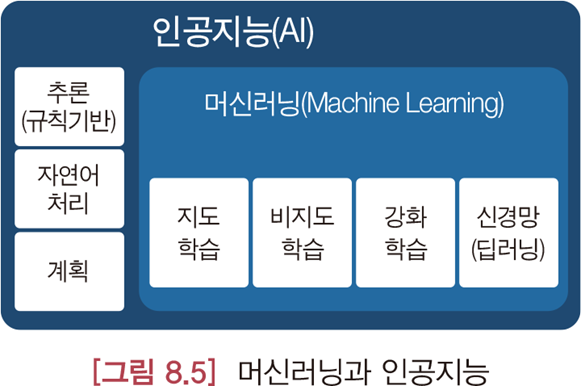 인공지능(AI)
추론
(규칙기반)
자연어
처리
계획
머신러닝(Machine Learning)
지도
학습
비지도
학습
강화
학습
신경망
(딥러닝)
[그림 8.5] 머신러닝과 인공지능